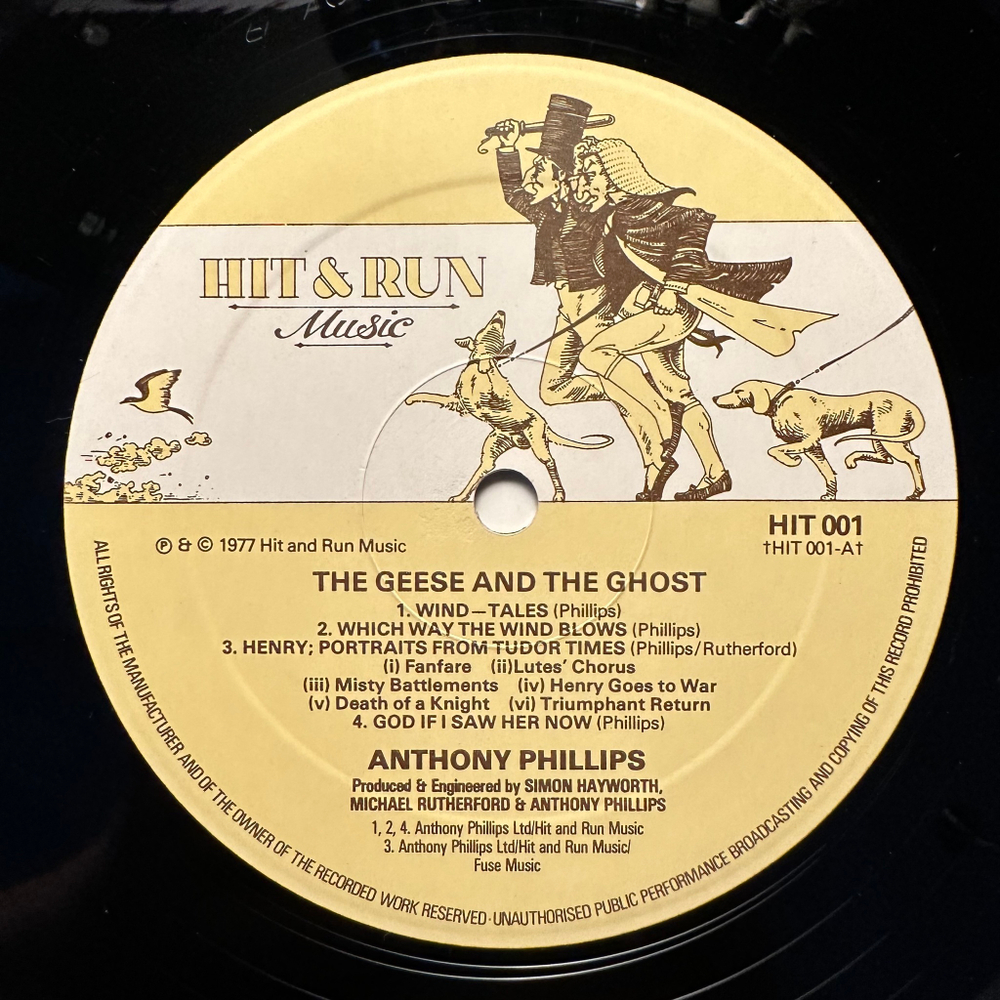 HIT & RUN
Music
HIT 001
℗ & © 1977 Hit and Run Music
†HIT 001-A†
THE GEESE AND THE GHOST
1. WIND—TALES (Phillips)
2. WHICH WAY THE WIND BLOWS (Phillips)
3. HENRY; PORTRAITS FROM TUDOR TIMES (Phillips/Rutherford)
(i) Fanfare (ii)Lutes' Chorus
(iii) Misty Battlements (iv) Henry Goes to War
(v) Death of a Knight (vi) Triumphant Return
4. GOD IF I SAW HER NOW (Phillips)
ANTHONY PHILLIPS
Produced & Engineered by SIMON HAYWORTH,
MICHAEL RUTHERFORD & ANTHONY PHILLIPS
1, 2, 4. Anthony Phillips Ltd/Hit and Run Music
3. Anthony Phillips Ltd/Hit and Run Music/
Fuse Music
ALL RIGHTS OF THE MANUFACTURER AND OF THE OWNER OF THE RECORDED WORK RESERVED · UNAUTHORISED PUBLIC PERFORMANCE BROADCASTING AND COPYING OF THIS RECORD PROHIBITED